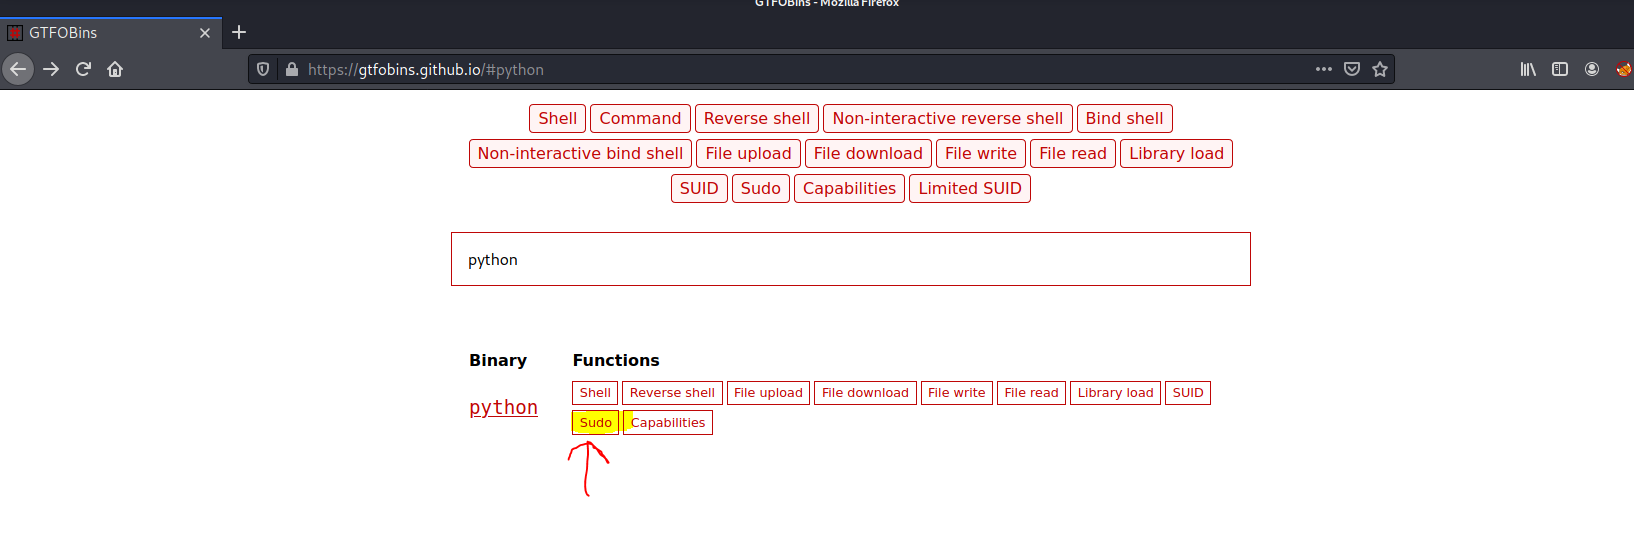 GTFOBins - Mozilla Firefox
GTFOBins
https://gtfobins.github.io/#python
Shell Command Reverse shell Non-interactive reverse shell Bind shell
Non-interactive bind shell File upload File download File write File read Library load
SUID Sudo Capabilities Limited SUID
python
Binary Functions
python Shell Reverse shell File upload File download File write File read Library load SUID
Sudo Capabilities